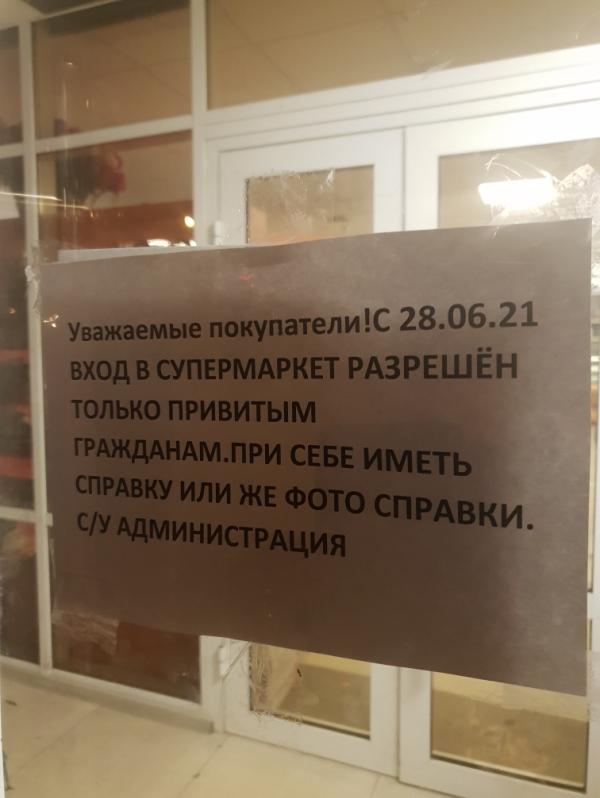 Уважаемые покупатели!С 28.06.21
ВХОД В СУПЕРМАРКЕТ РАЗРЕШЁН
ТОЛЬКО ПРИВИТЫМ
ГРАЖДАНАМ.ПРИ СЕБЕ ИМЕТЬ
СПРАВКУ ИЛИ ЖЕ ФОТО СПРАВКИ.
С/У АДМИНИСТРАЦИЯ